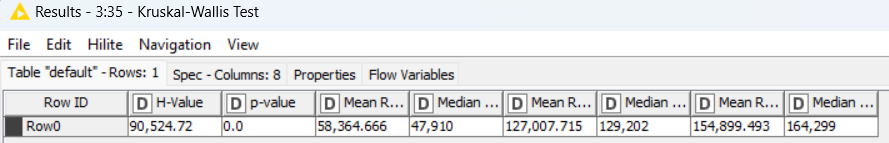 Results - 3:35 - Kruskal-Wallis Test
File Edit Hilite Navigation View
Table "default" - Rows: 1 Spec - Columns: 8 Properties Flow Variables
Row ID D H-Value D p-value D Mean R... D Median ... D Mean R... D Median ... D Mean R... D Median ...
Row0 90,524.72 0.0 58,364.666 47,910 127,007.715 129,202 154,899.493 164,299